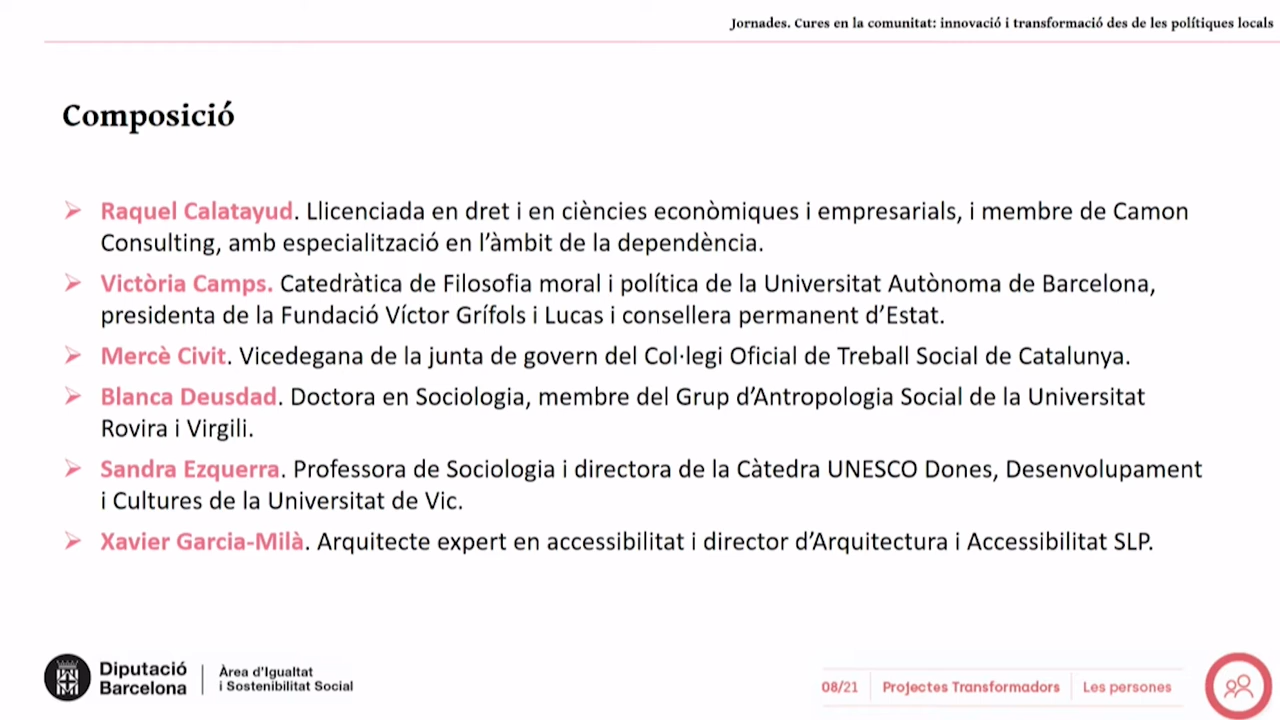 Jornades. Cures en la comunitat: innovació i transformació des de les polítiques locals
Composició
➢ Raquel Calatayud. Llicenciada en dret i en ciències econòmiques i empresarials, i membre de Camon
Consulting, amb especialització en l’àmbit de la dependència.
➢ Victòria Camps. Catedràtica de Filosofia moral i política de la Universitat Autònoma de Barcelona,
presidenta de la Fundació Víctor Grífols i Lucas i consellera permanent d’Estat.
➢ Mercè Civit. Vicedegana de la junta de govern del Col·legi Oficial de Treball Social de Catalunya.
➢ Blanca Deusdad. Doctora en Sociologia, membre del Grup d’Antropologia Social de la Universitat
Rovira i Virgili.
➢ Sandra Ezquerra. Professora de Sociologia i directora de la Càtedra UNESCO Dones, Desenvolupament
i Cultures de la Universitat de Vic.
➢ Xavier Garcia-Milà. Arquitecte expert en accessibilitat i director d’Arquitectura i Accessibilitat SLP.
Diputació
Barcelona
Àrea d'Igualtat
i Sostenibilitat Social
08/21 Projectes Transformadors Les persones